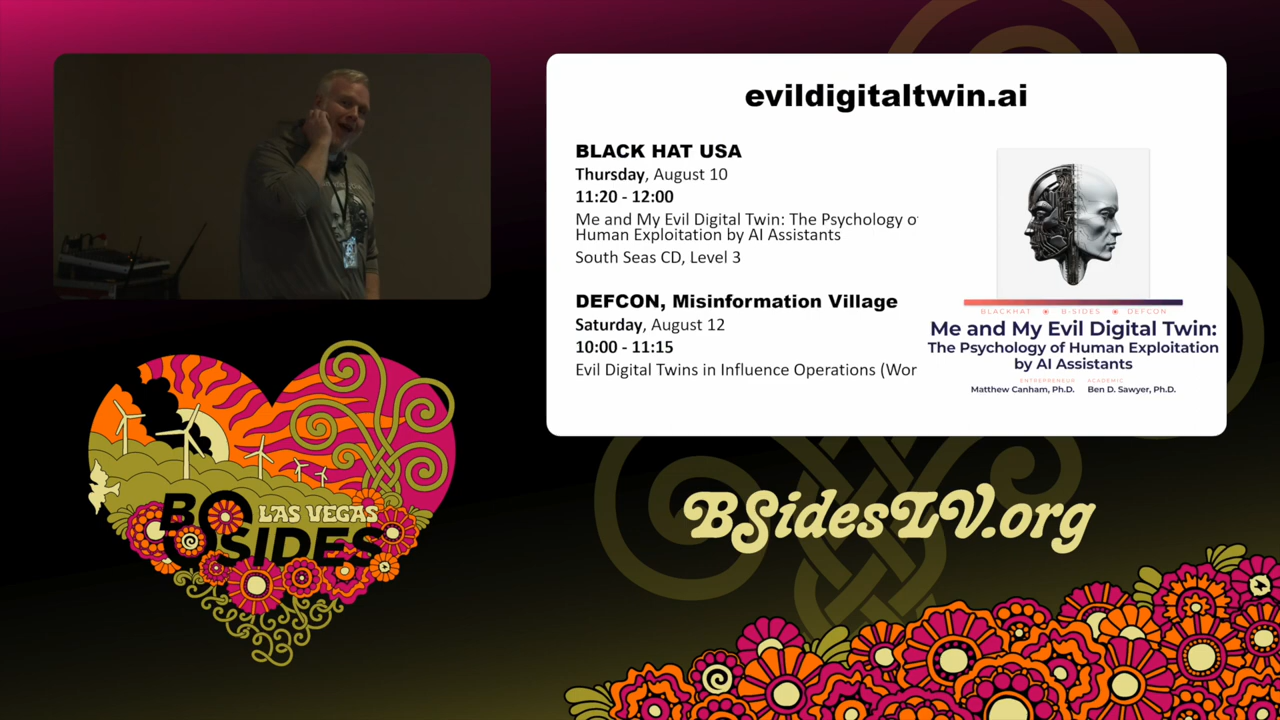 evildigitaltwin.ai
BLACK HAT USA
Thursday, August 10
11:20 - 12:00
Me and My Evil Digital Twin: The Psychology o
Human Exploitation by AI Assistants
South Seas CD, Level 3
DEFCON, Misinformation Village
Saturday, August 12
10:00 - 11:15
Evil Digital Twins in Influence Operations (Wor
BLACKHAT B-SIDES DEFCON
Me and My Evil Digital Twin:
The Psychology of Human Exploitation
by AI Assistants
ENTREPRENEUR ACADEMIC
Matthew Canham, Ph.D. Ben D. Sawyer, Ph.D.
BSidesLV.org
LAS VEGAS
BSIDES
23